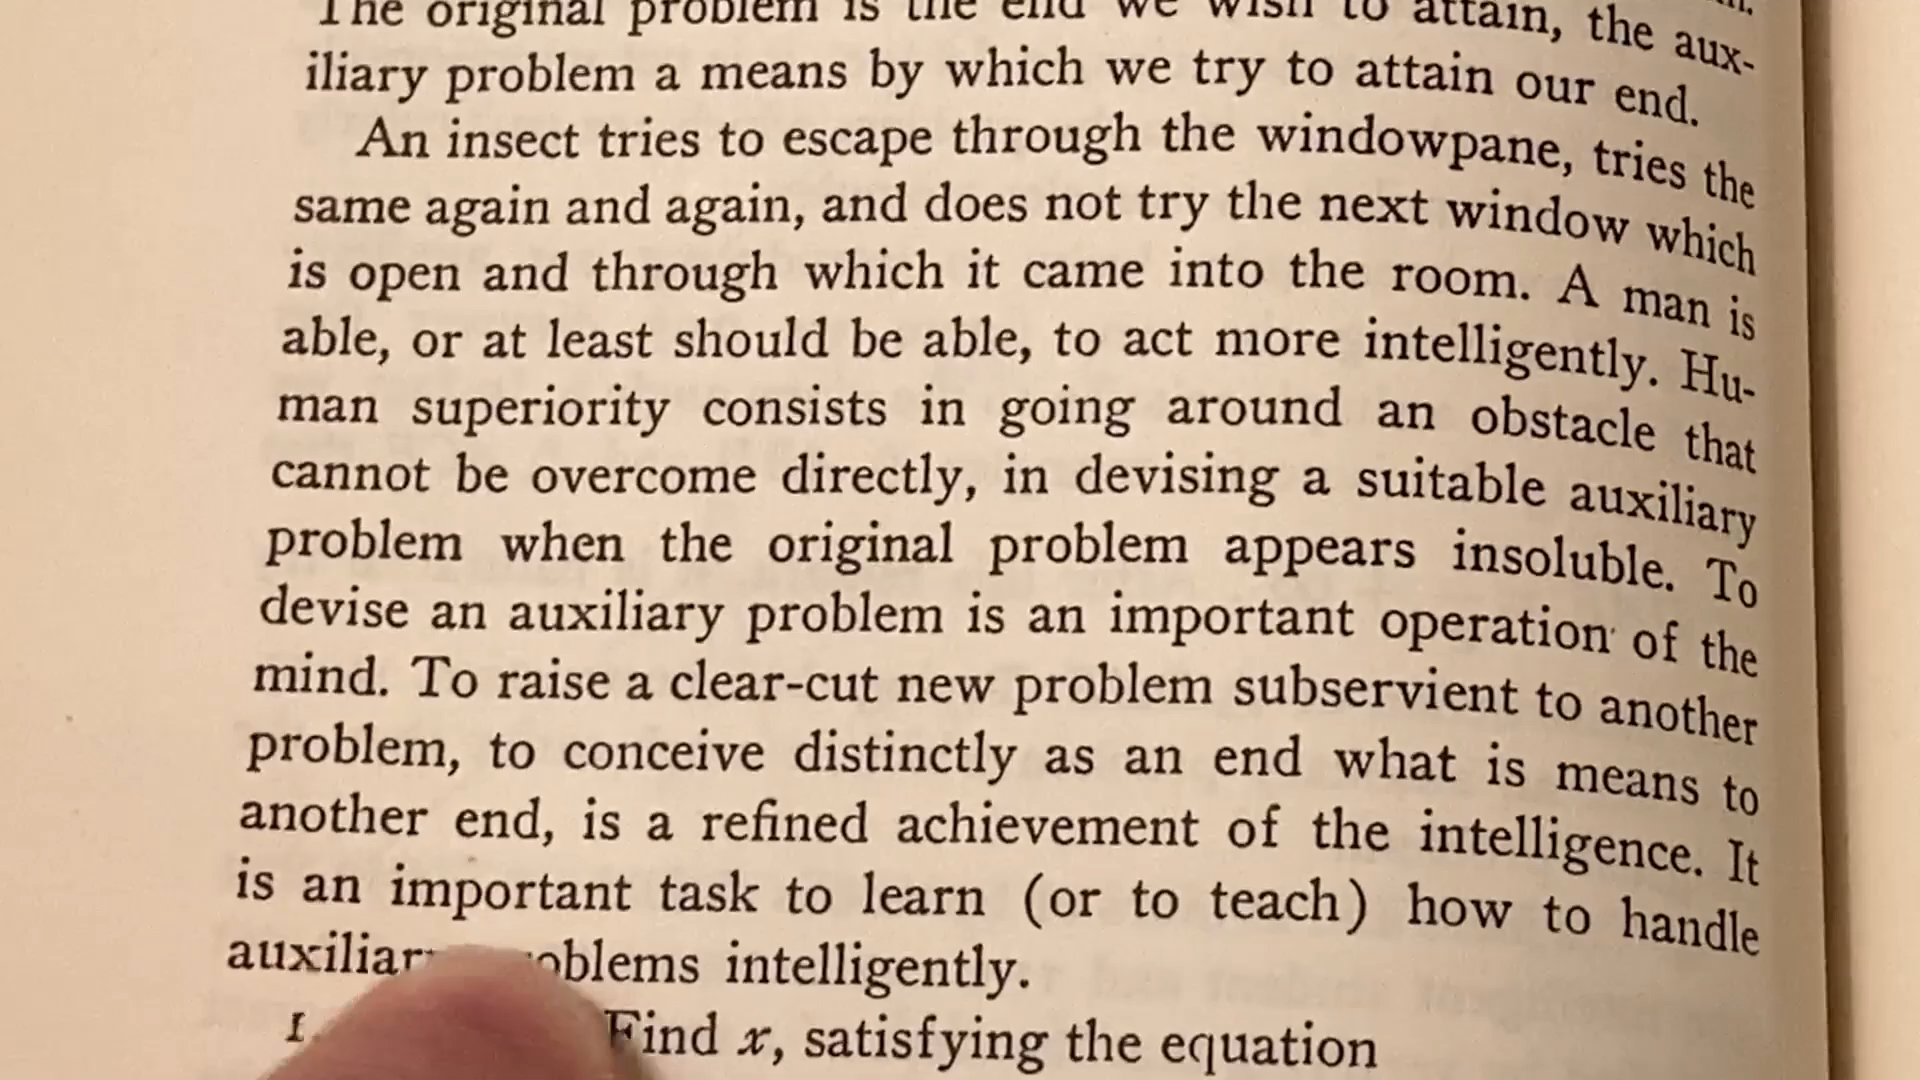 The original problem is the end we wish to attain, the aux-
iliary problem a means by which we try to attain our end.
An insect tries to escape through the windowpane, tries the
same again and again, and does not try the next window which
is open and through which it came into the room. A man is
able, or at least should be able, to act more intelligently. Hu-
man superiority consists in going around an obstacle that
cannot be overcome directly, in devising a suitable auxiliary
problem when the original problem appears insoluble. To
devise an auxiliary problem is an important operation of the
mind. To raise a clear-cut new problem subservient to another
problem, to conceive distinctly as an end what is means to
another end, is a refined achievement of the intelligence. It
is an important task to learn (or to teach) how to handle
intelligently.
1. Find x, satisfying the equation